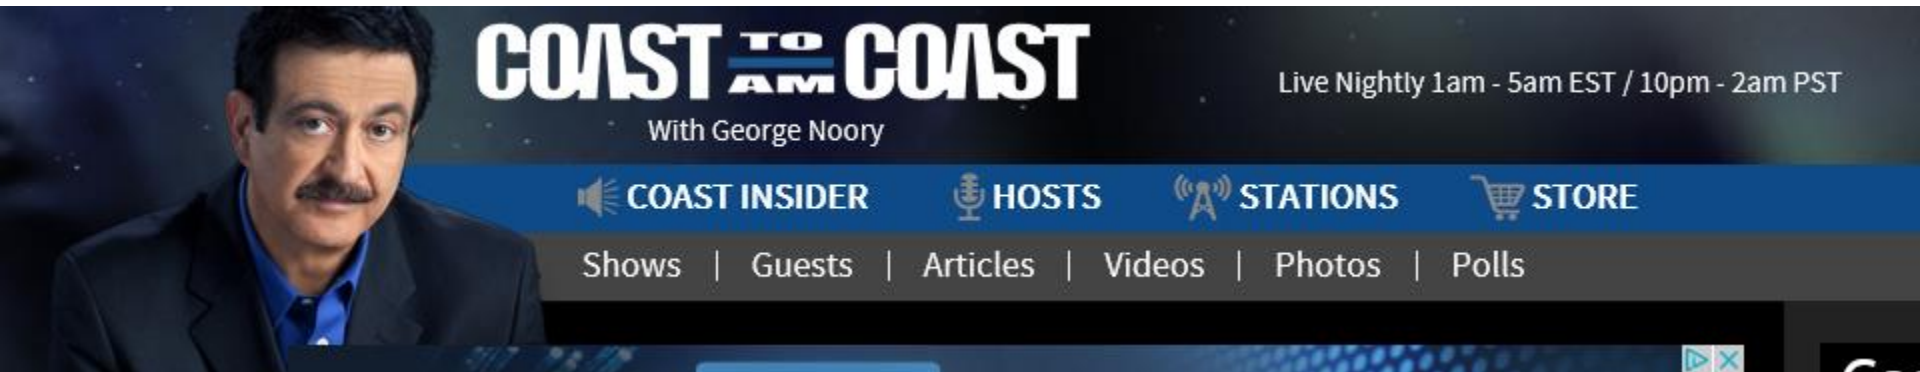 COAST TO AM COAST
With George Noory
Live Nightly 1am - 5am EST / 10pm - 2am PST
COAST INSIDER HOSTS STATIONS STORE
Shows | Guests | Articles | Videos | Photos | Polls